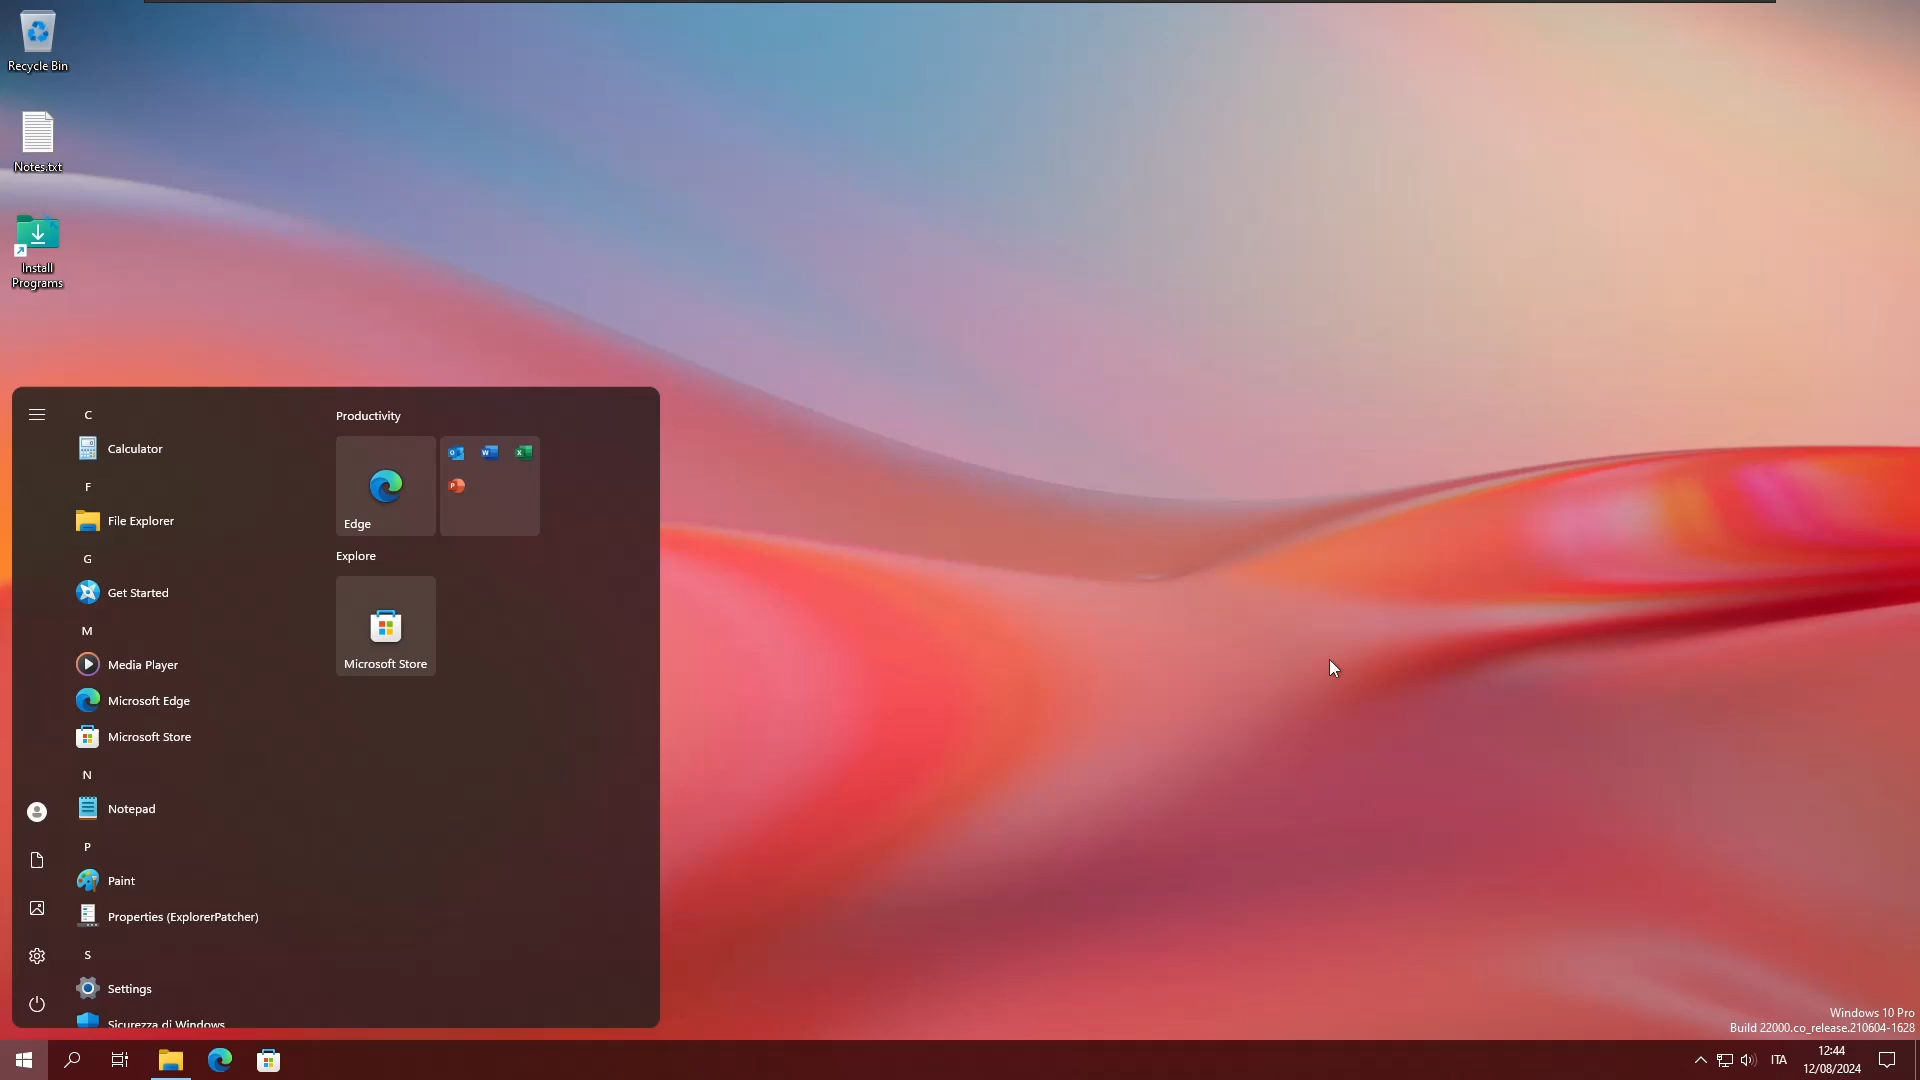 Recycle Bin
Notes.txt
Install
Programs
C
Calculator
F
File Explorer
G
Get Started
M
Media Player
Microsoft Edge
Microsoft Store
N
Notepad
P
Paint
Properties (ExplorerPatcher)
S
Settings
Sicurezza di Windows
Productivity
Edge
Explore
Microsoft Store
Windows 10 Pro
Build 22000.co_release.210604-1628
ITA
12:44
12/08/2024